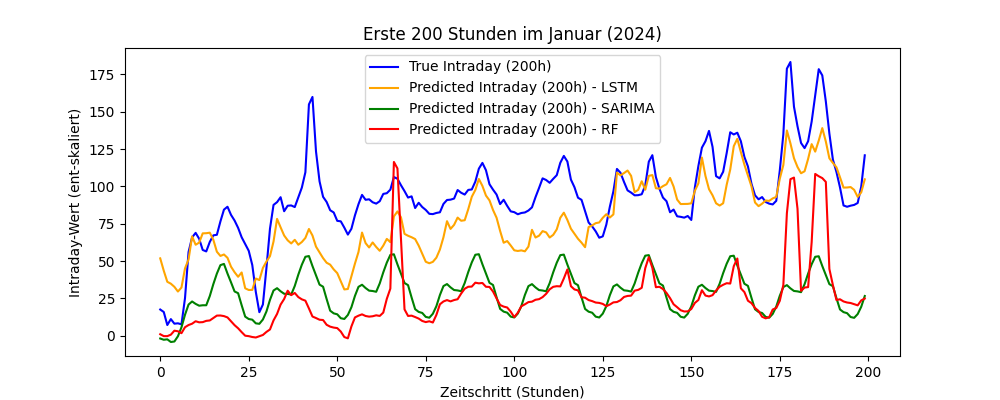 Erste 200 Stunden im Januar (2024)
True Intraday (200h)
Predicted Intraday (200h) - LSTM
Predicted Intraday (200h) - SARIMA
Predicted Intraday (200h) - RF
Intraday-Wert (ent-skaliert)
175
150
125
100
75
50
25
0
0 25 50 75 100 125 150 175 200
Zeitschritt (Stunden)